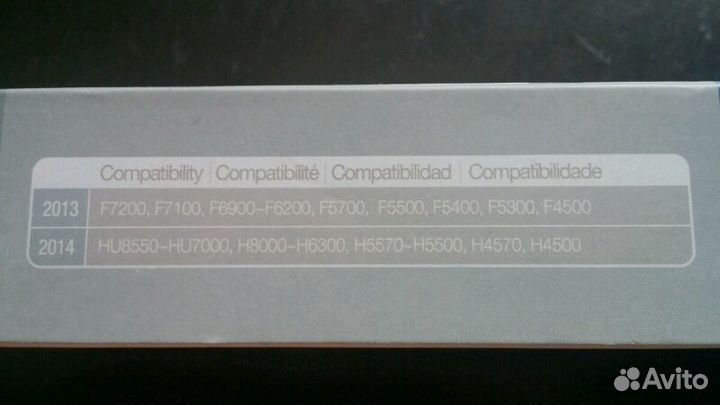 Compatibility | Compatibilité | Compatibilidad | Compatibilidade
2013 F7200, F7100, F6900~F6200, F5700, F5500, F5400, F5300, F4500
2014 HU8550~HU7000, H8000~H6300, H5570~H5500, H4570, H4500
Avito